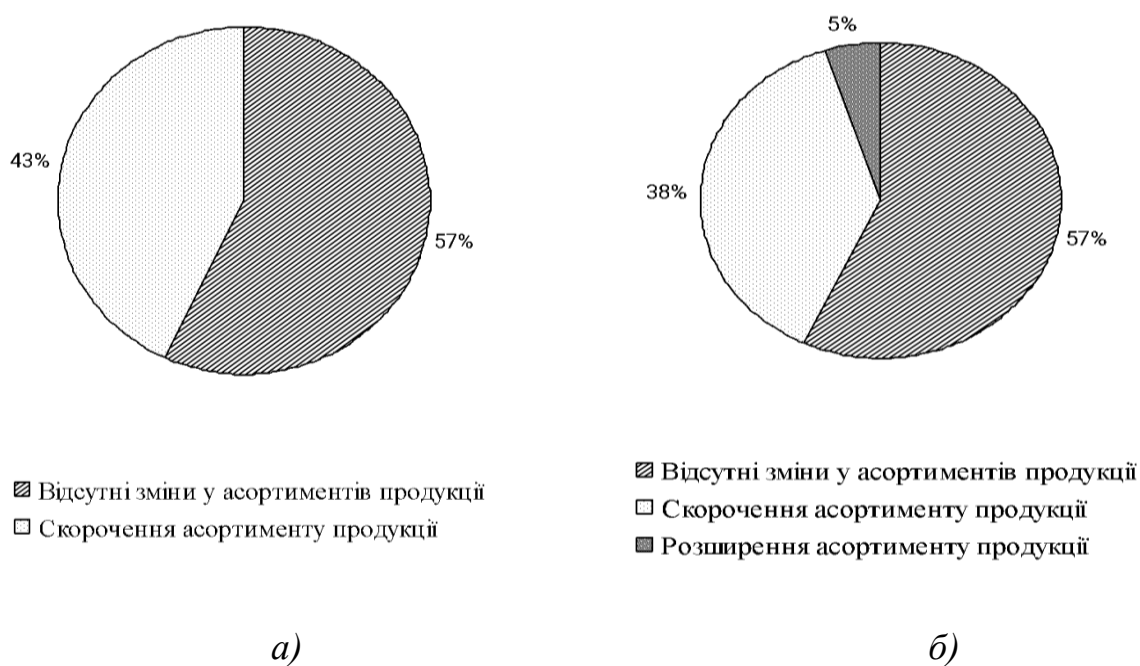 43%
57%
Відсутні зміни у асортиментів продукції
Скорочення асортименту продукції
а)
5%
38%
57%
Відсутні зміни у асортиментів продукції
Скорочення асортименту продукції
Розширення асортименту продукції
б)